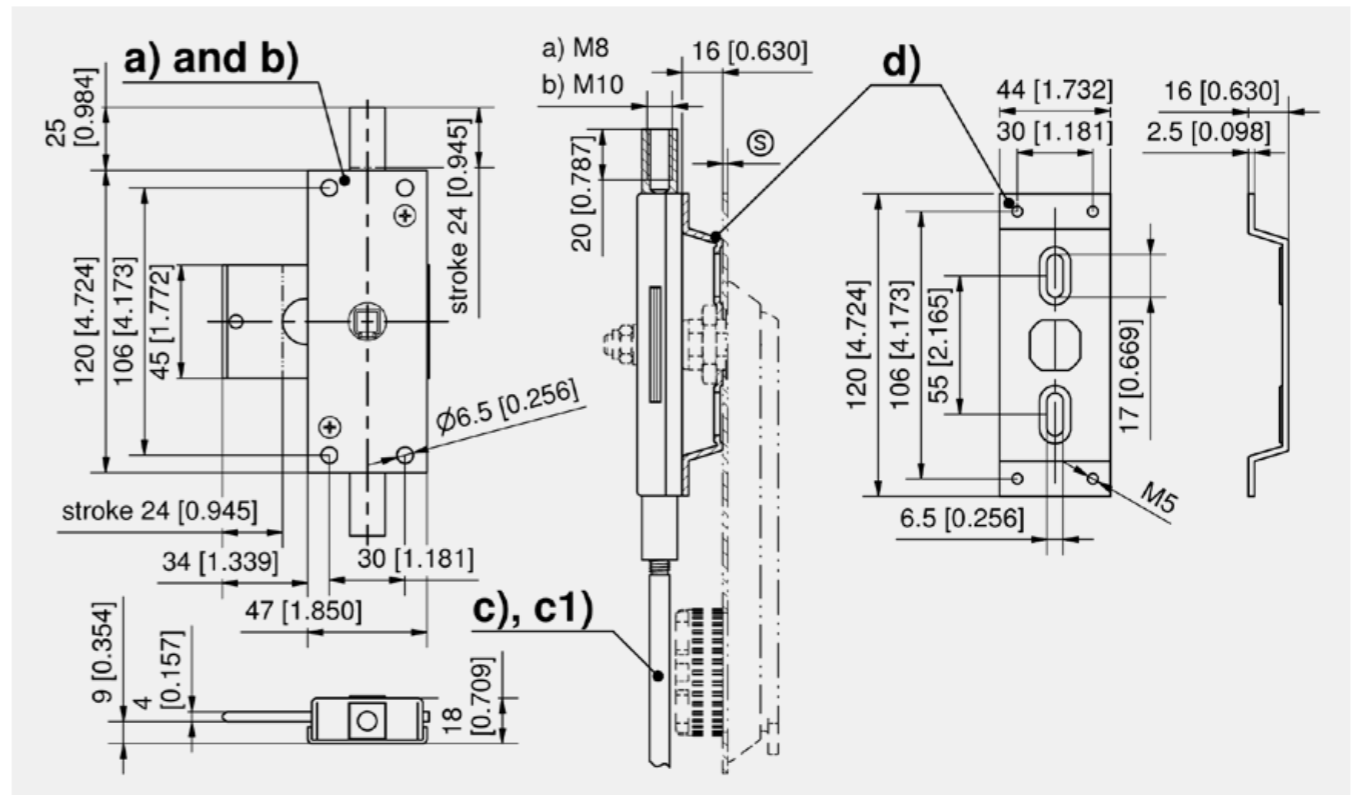 a) and b)
25
[0.984]
120 [4.724]
106 [4.173]
45 [1.772]
stroke 24 [0.945]
Ø6.5 [0.256]
stroke 24 [0.945]
34 [1.339]
30 [1.181]
47 [1.850]
9 [0.354]
4
[0.157]
18
[0.709]
a) M8
b) M10
16 [0.630]
20 [0.787]
S
c), c1)
d)
44 [1.732]
30 [1.181]
16 [0.630]
2.5 [0.098]
120 [4.724]
106 [4.173]
55 [2.165]
17 [0.669]
M5
6.5 [0.256]